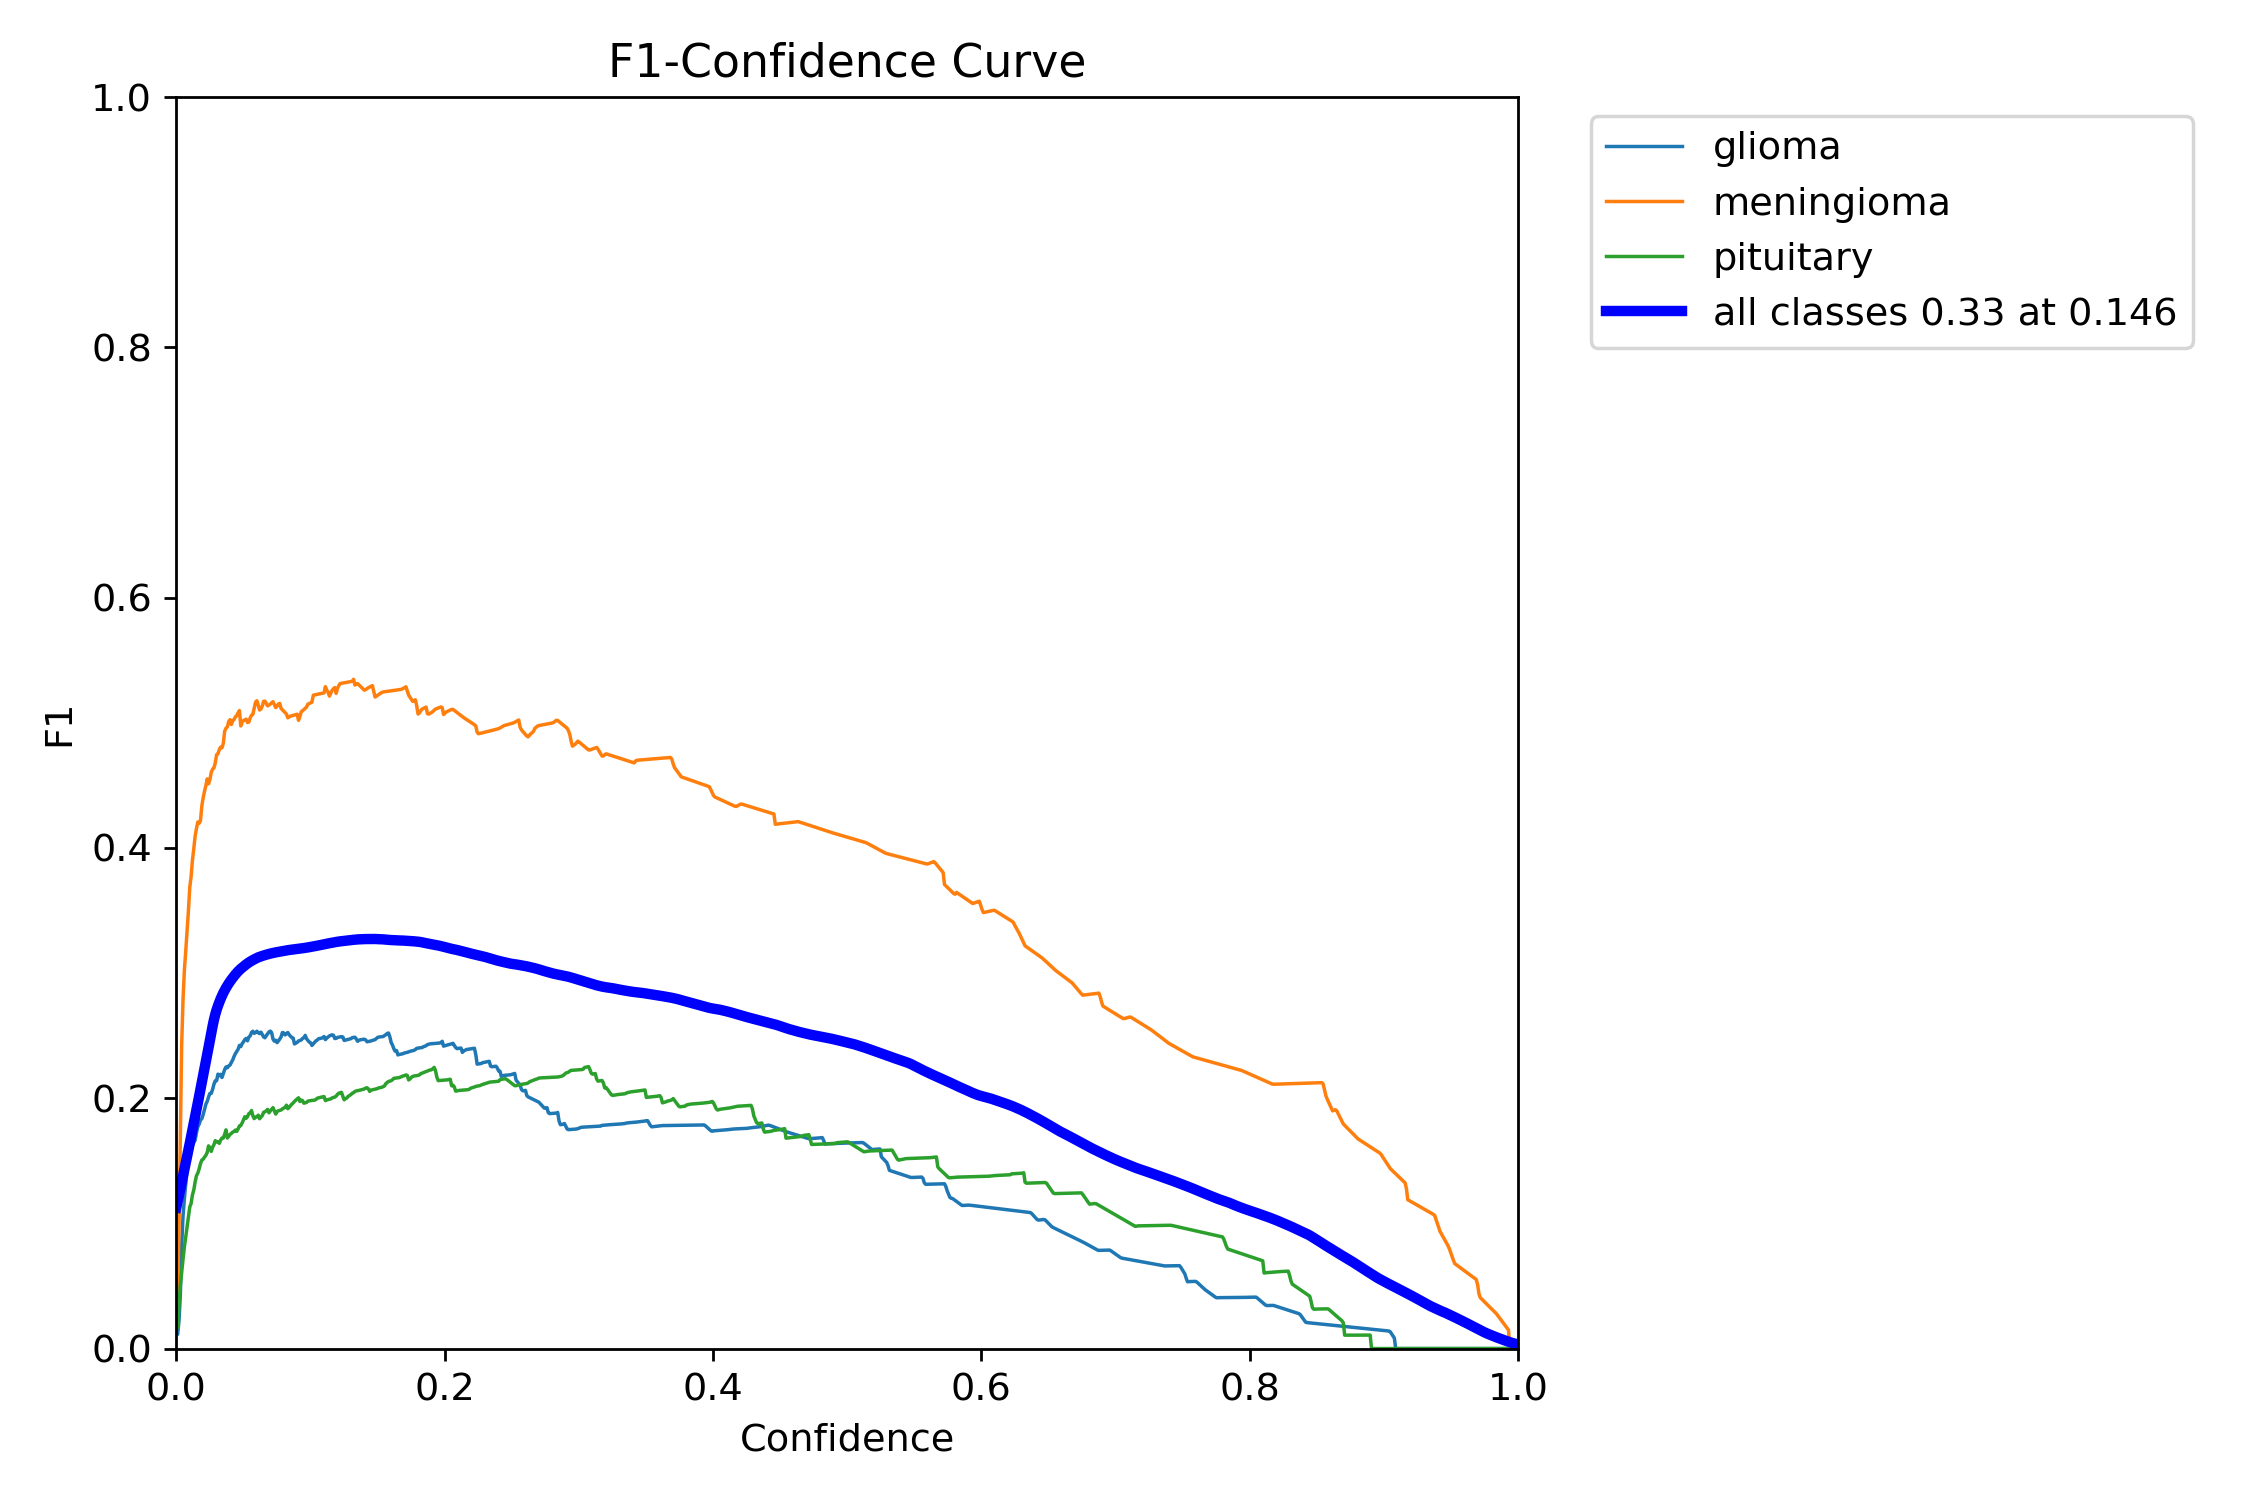 F1-Confidence Curve
1.0
0.8
0.6
0.4
0.2
0.0
F1
0.0 0.2 0.4 0.6 0.8 1.0
Confidence
glioma
meningioma
pituitary
all classes 0.33 at 0.146